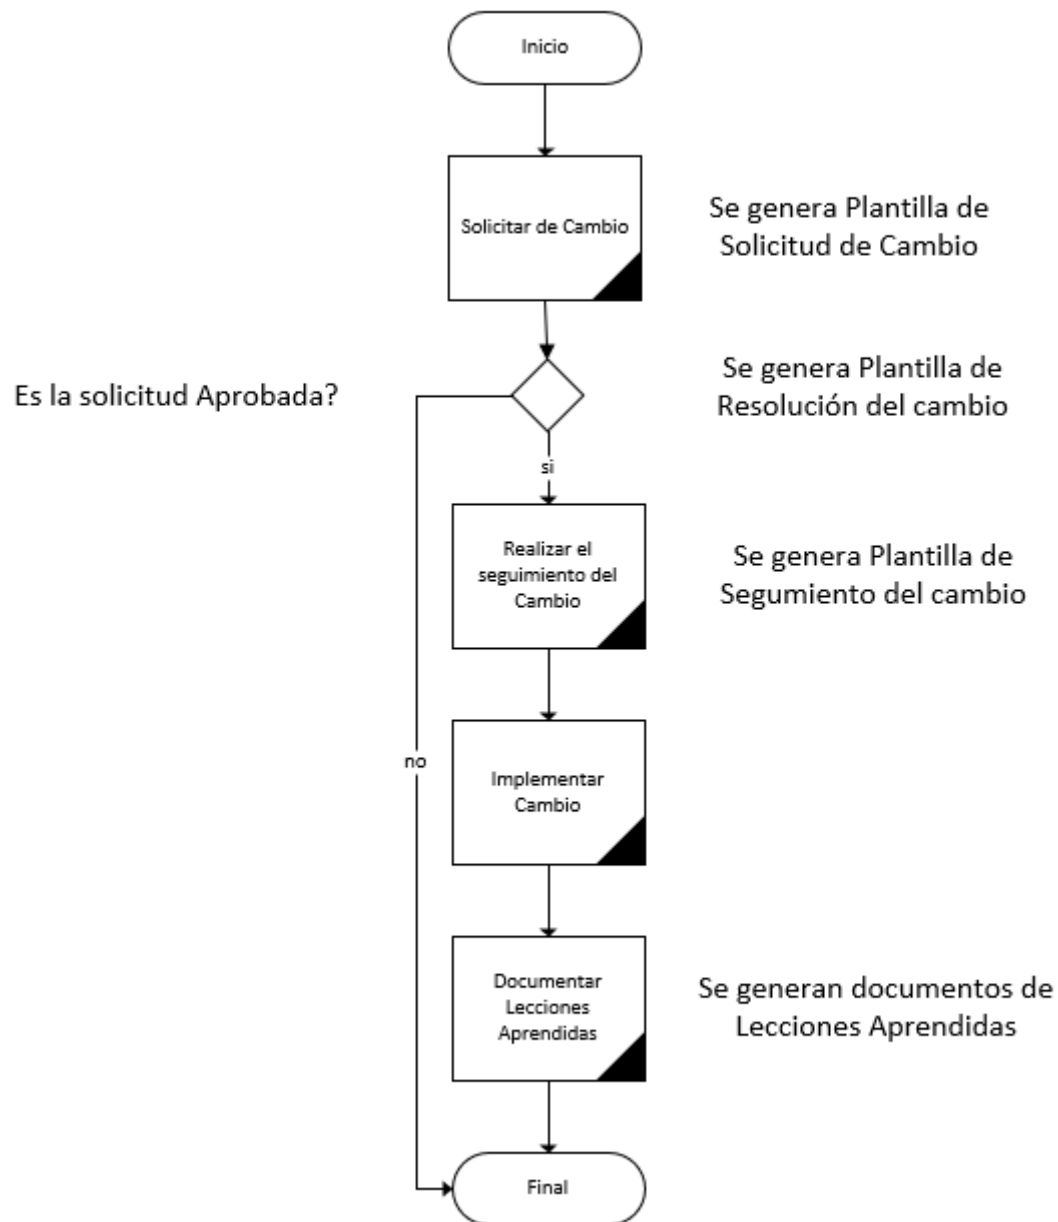 Inicio
Solicitar de Cambio
Se genera Plantilla de
Solicitud de Cambio
Es la solicitud Aprobada?
Se genera Plantilla de
Resolución del cambio
si
Realizar el
seguimiento del
Cambio
Se genera Plantilla de
Segumiento del cambio
no
Implementar
Cambio
Documentar
Lecciones
Aprendidas
Se generan documentos de
Lecciones Aprendidas
Final